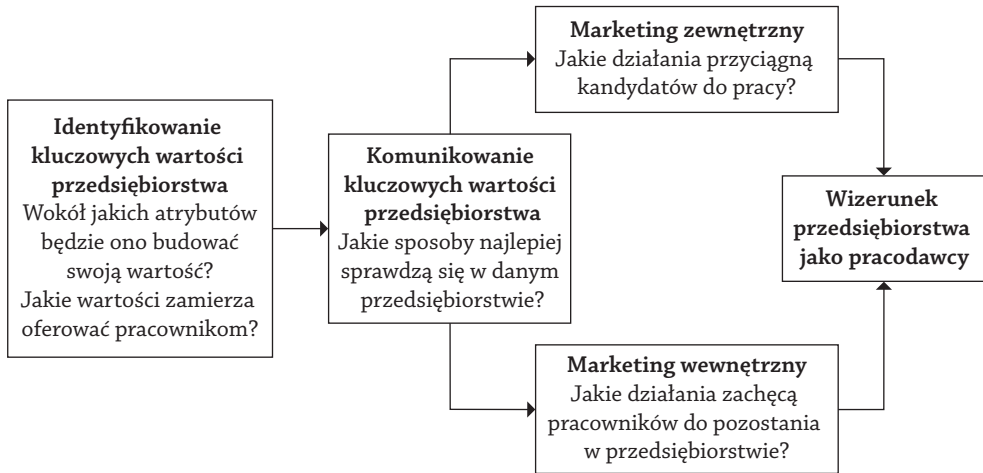 Identyfikowanie
kluczowych wartości
przedsiębiorstwa
Wokół jakich atrybutów
będzie ono budować
swoją wartość?
Jakie wartości zamierza
oferować pracownikom?
Komunikowanie
kluczowych wartości
przedsiębiorstwa
Jakie sposoby najlepiej
sprawdzą się w danym
przedsiębiorstwie?
Marketing zewnętrzny
Jakie działania przyciągną
kandydatów do pracy?
Marketing wewnętrzny
Jakie działania zachęcą
pracowników do pozostania
w przedsiębiorstwie?
Wizerunek
przedsiębiorstwa
jako pracodawcy